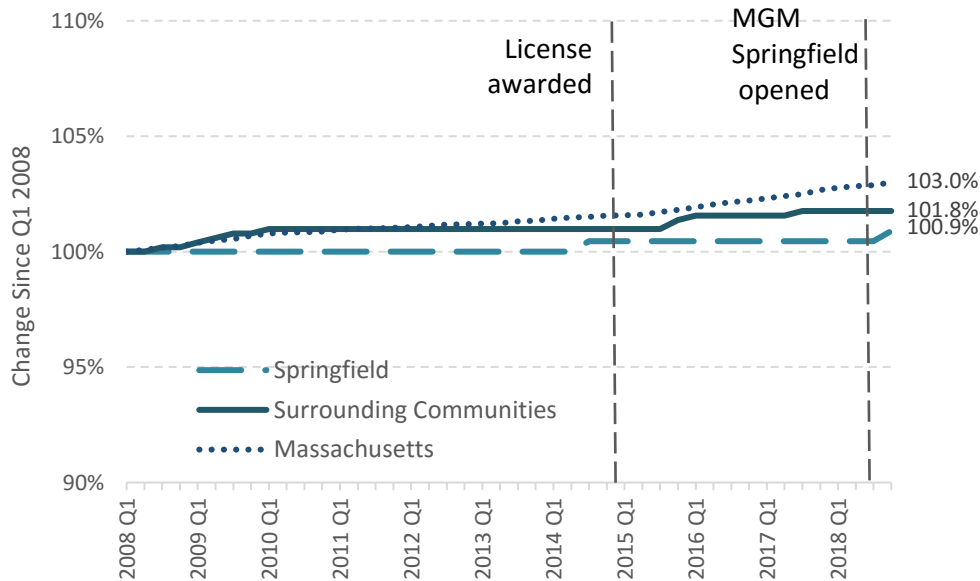 110%
105%
100%
95%
90%
Change Since Q1 2008
License
awarded
MGM
Springfield
opened
103.0%
101.8%
100.9%
Springfield
Surrounding Communities
Massachusetts
2008 Q1
2009 Q1
2010 Q1
2011 Q1
2012 Q1
2013 Q1
2014 Q1
2015 Q1
2016 Q1
2017 Q1
2018 Q1